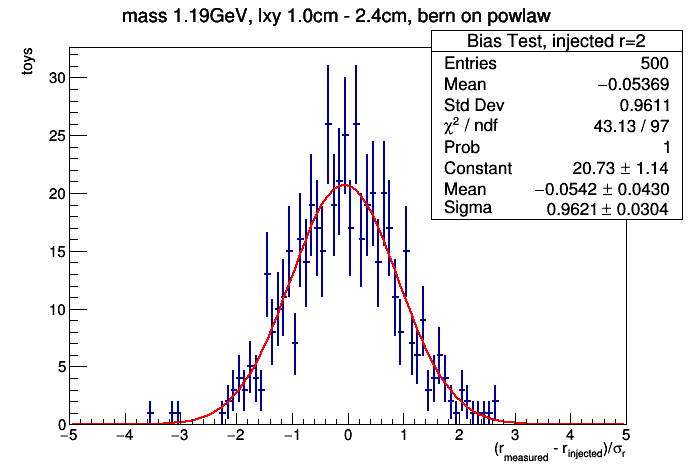 mass 1.19GeV, lxy 1.0cm - 2.4cm, bern on powlaw
toys
Bias Test, injected r=2
Entries 500
Mean −0.05369
Std Dev 0.9611
χ² / ndf 43.13 / 97
Prob 1
Constant 20.73 ± 1.14
Mean −0.0542 ± 0.0430
Sigma 0.9621 ± 0.0304
30
25
20
15
10
5
0
−5 −4 −3 −2 −1 0 1 2 3 4 5
(r_measured - r_injected)/σ_r